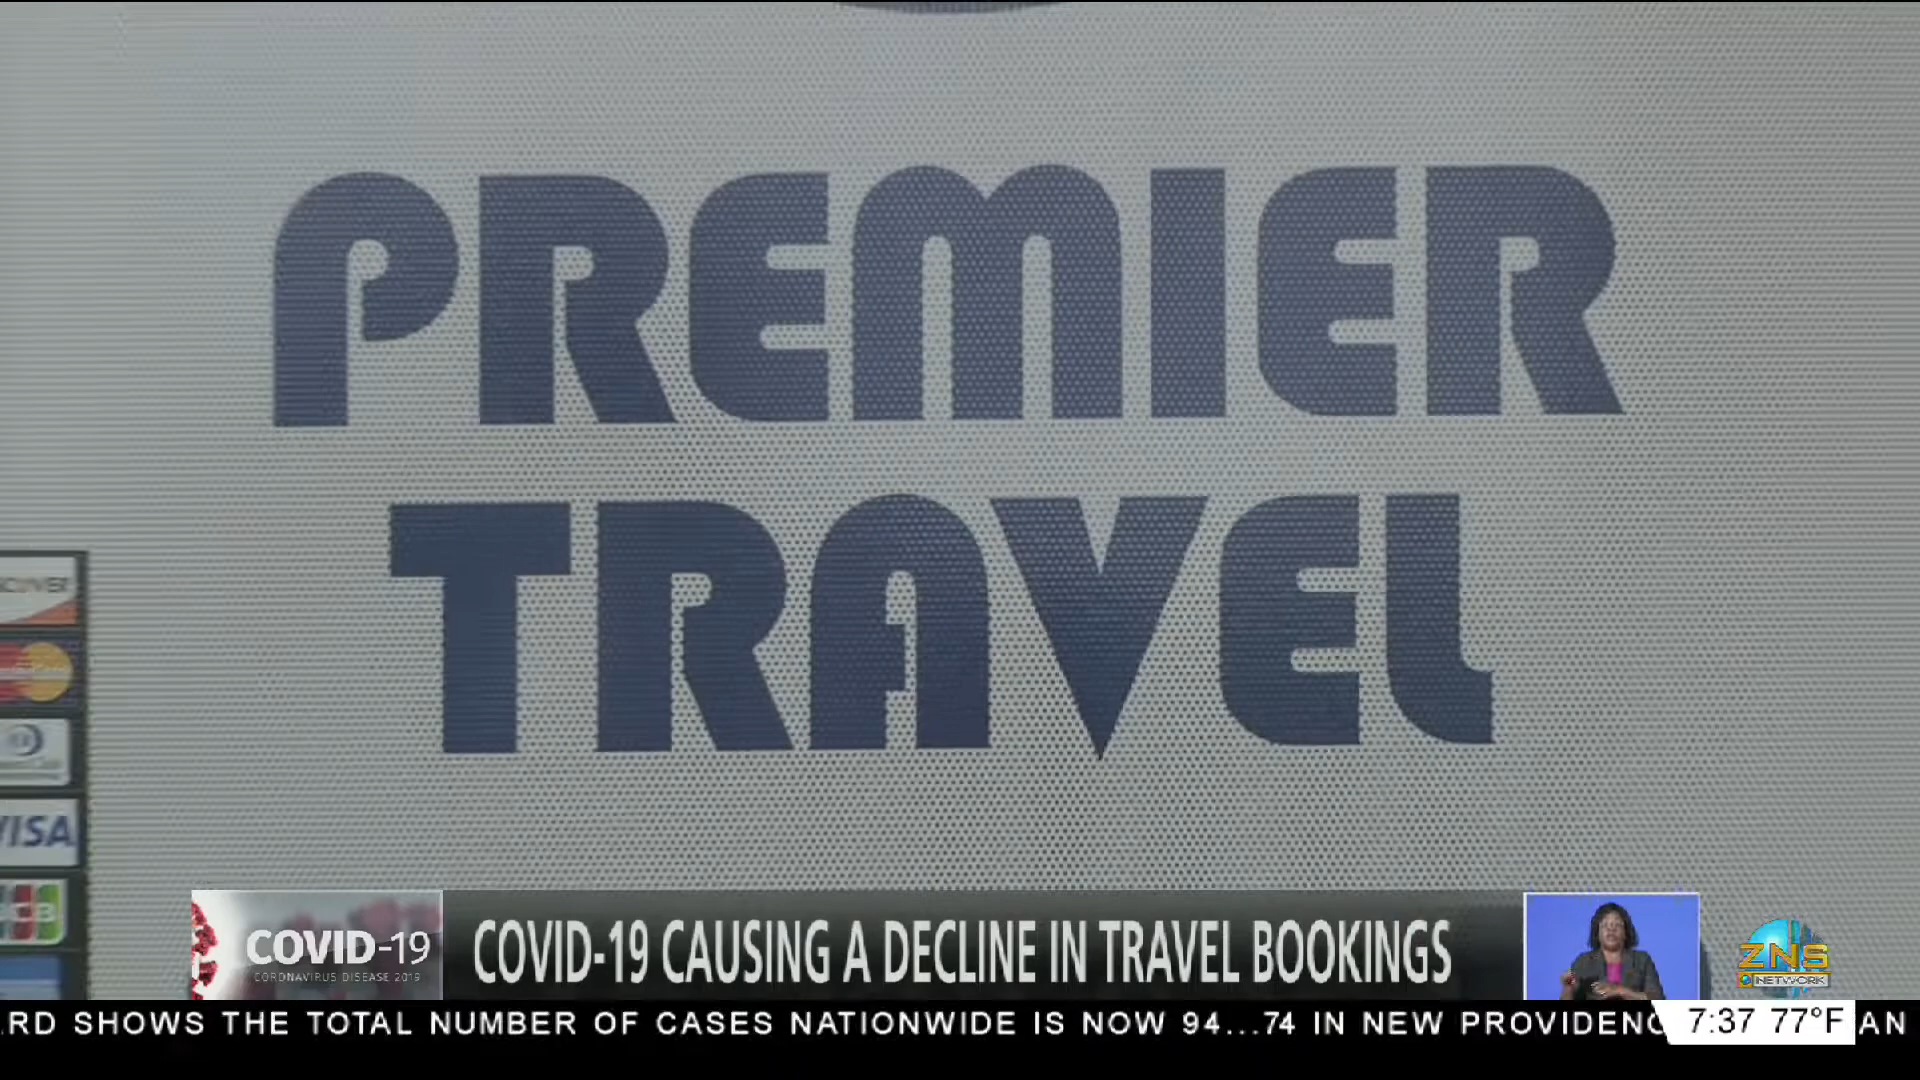 PREMIER
TRAVEL
VISA
COVID-19
CORONAVIRUS DISEASE 2019
COVID-19 CAUSING A DECLINE IN TRAVEL BOOKINGS
ZNS
NETWORK
RD SHOWS THE TOTAL NUMBER OF CASES NATIONWIDE IS NOW 94...74 IN NEW PROVIDENC
7:37 77°F
AN